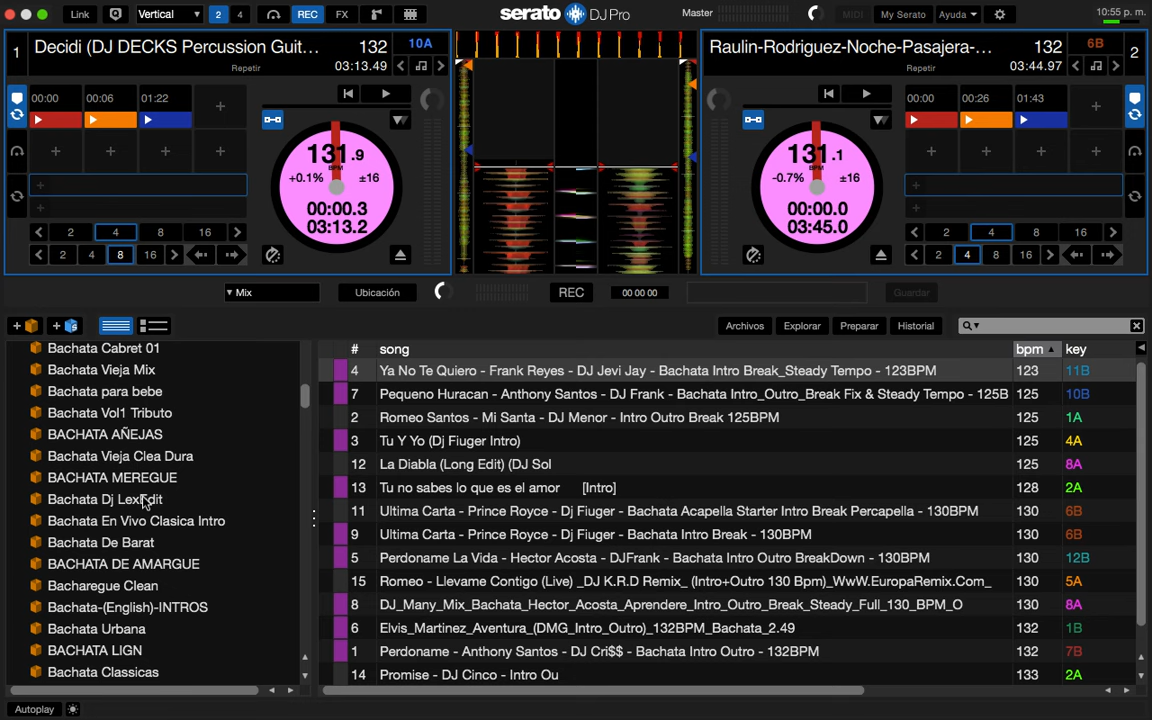 Link Vertical 2 4 REC FX serato DJ Pro Master MIDI My Serato Ayuda 10:55 p. m.
1 Decidi (DJ DECKS Percussion Guit... 132 10A
Repetir 03:13.49
Raulin-Rodriguez-Noche-Pasajera-... 132 6B 2
Repetir 03:44.97
00:00 00:06 01:22
00:00 00:26 01:43
131.9
BPM
+0.1% ±16
00:00.3
03:13.2
131.1
BPM
-0.7% ±16
00:00.0
03:45.0
2 4 8 16
2 4 8 16
2 4 8 16
2 4 8 16
Mix Ubicación REC 00 00 00 Guardar
Archivos Explorar Preparar Historial
Bachata Cabret 01
Bachata Vieja Mix
Bachata para bebe
Bachata Vol1 Tributo
BACHATA AÑEJAS
Bachata Vieja Clea Dura
BACHATA MEREGUE
Bachata Dj LexEdit
Bachata En Vivo Clasica Intro
Bachata De Barat
BACHATA DE AMARGUE
Bacharegue Clean
Bachata-(English)-INTROS
Bachata Urbana
BACHATA LIGN
Bachata Classicas
# song bpm key
4 Ya No Te Quiero - Frank Reyes - DJ Jevi Jay - Bachata Intro Break_Steady Tempo - 123BPM 123 11B
7 Pequeno Huracan - Anthony Santos - DJ Frank - Bachata Intro_Outro_Break Fix & Steady Tempo - 125B 125 10B
2 Romeo Santos - Mi Santa - DJ Menor - Intro Outro Break 125BPM 125 1A
3 Tu Y Yo (Dj Fiuger Intro) 125 4A
12 La Diabla (Long Edit) (DJ Sol 125 8A
13 Tu no sabes lo que es el amor [Intro] 128 2A
11 Ultima Carta - Prince Royce - Dj Fiuger - Bachata Acapella Starter Intro Break Percapella - 130BPM 130 6B
9 Ultima Carta - Prince Royce - Dj Fiuger - Bachata Intro Break - 130BPM 130 6B
5 Perdoname La Vida - Hector Acosta - DJFrank - Bachata Intro Outro BreakDown - 130BPM 130 12B
15 Romeo - Llevame Contigo (Live) _DJ K.R.D Remix_ (Intro+Outro 130 Bpm)_WwW.EuropaRemix.Com_ 130 5A
8 DJ_Many_Mix_Bachata_Hector_Acosta_Aprendere_Intro_Outro_Break_Steady_Full_130_BPM_O 130 8A
6 Elvis_Martinez_Aventura_(DMG_Intro_Outro)_132BPM_Bachata_2.49 132 1B
1 Perdoname - Anthony Santos - DJ Cri$$ - Bachata Intro Outro - 132BPM 132 7B
14 Promise - DJ Cinco - Intro Ou 133 2A
Autoplay